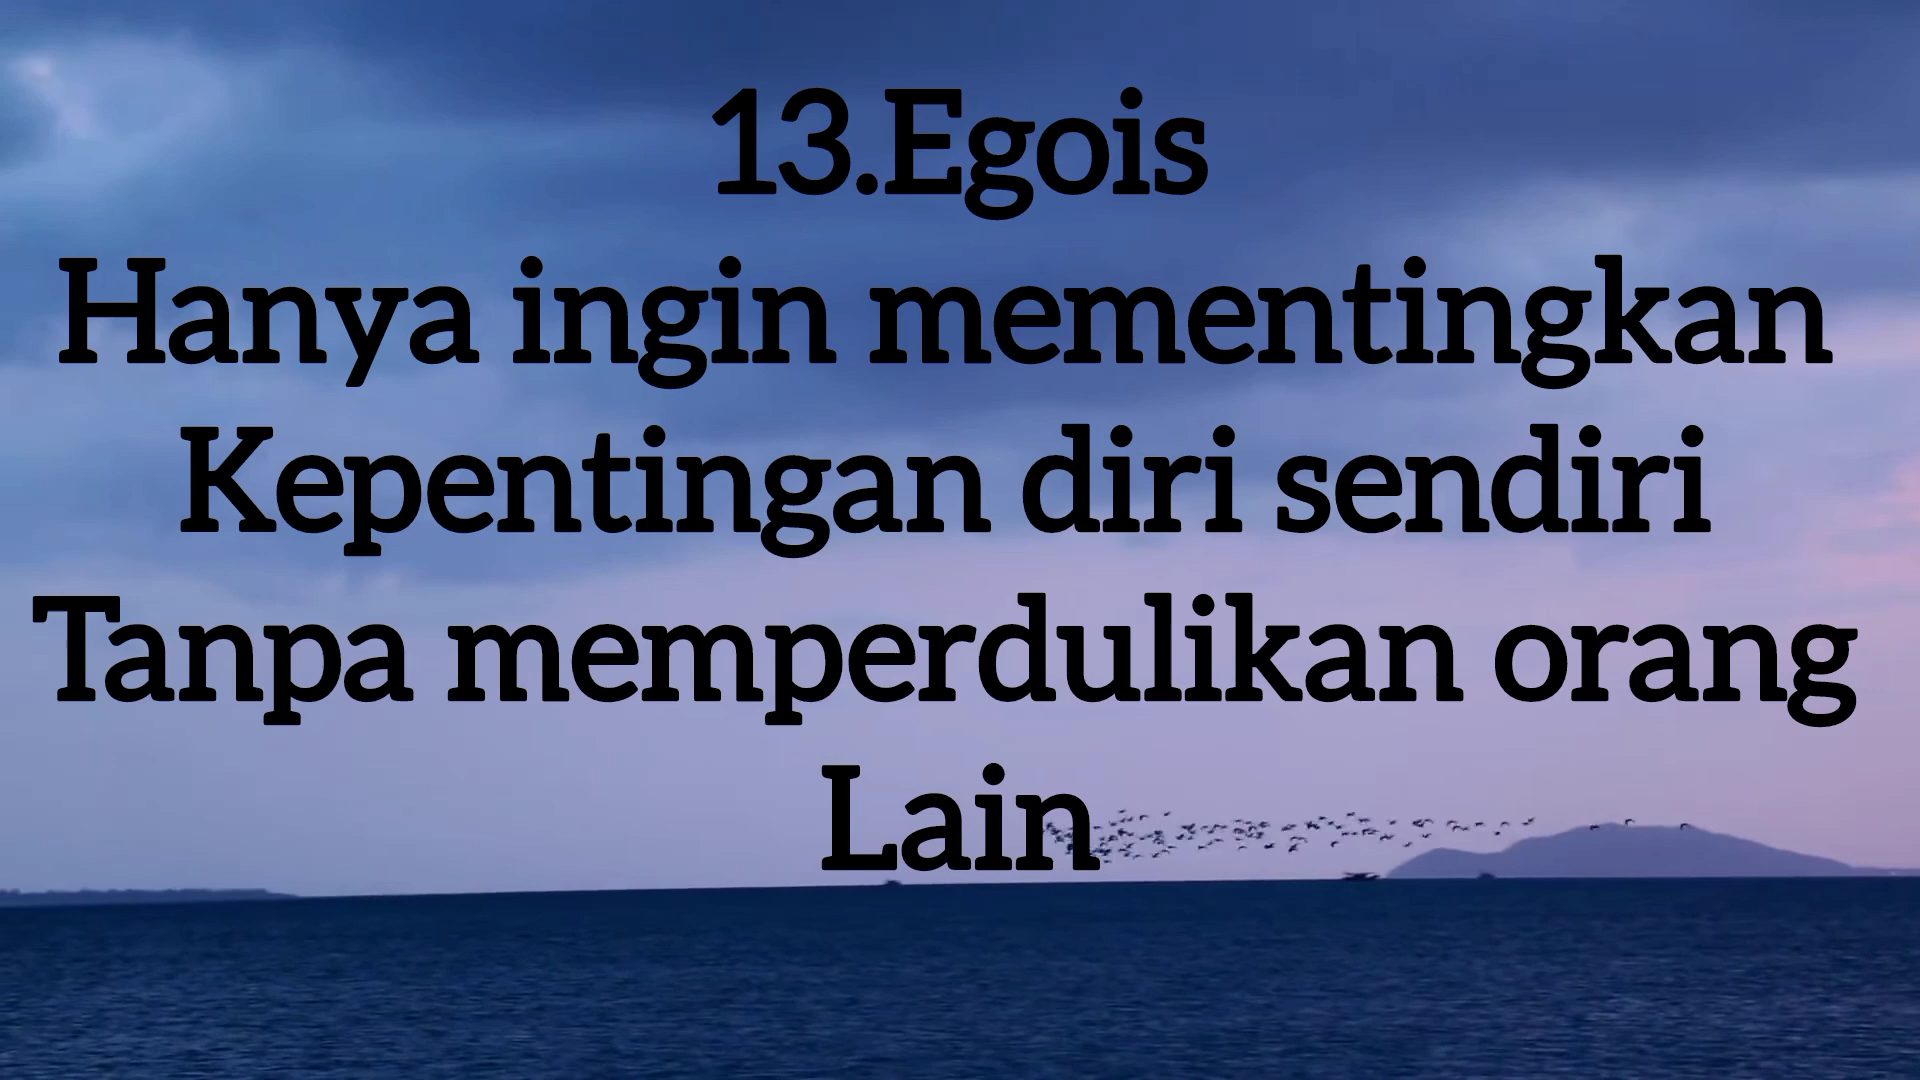 13.Egois
Hanya ingin mementingkan
Kepentingan diri sendiri
Tanpa memperdulikan orang
Lain